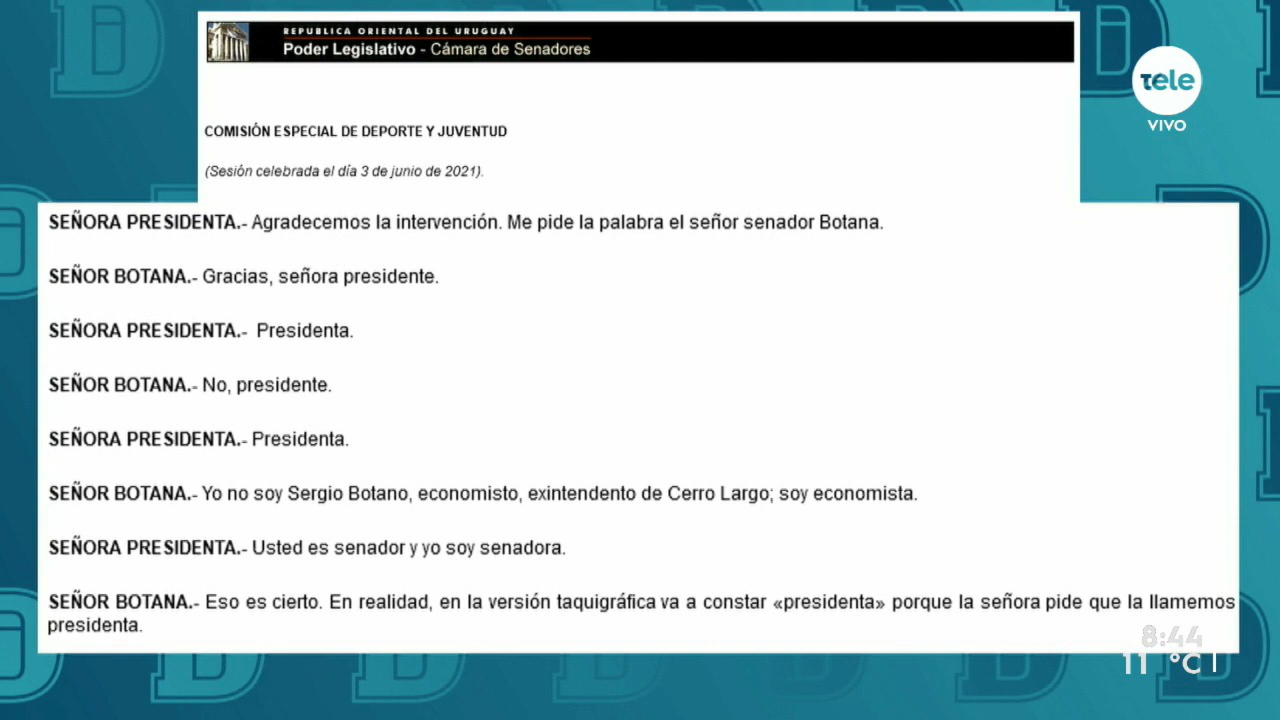 REPUBLICA ORIENTAL DEL URUGUAY
Poder Legislativo - Cámara de Senadores
tele
VIVO
COMISIÓN ESPECIAL DE DEPORTE Y JUVENTUD
(Sesión celebrada el día 3 de junio de 2021).
SEÑORA PRESIDENTA.- Agradecemos la intervención. Me pide la palabra el señor senador Botana.
SEÑOR BOTANA.- Gracias, señora presidente.
SEÑORA PRESIDENTA.- Presidenta.
SEÑOR BOTANA.- No, presidente.
SEÑORA PRESIDENTA.- Presidenta.
SEÑOR BOTANA.- Yo no soy Sergio Botano, economisto, exintendento de Cerro Largo; soy economista.
SEÑORA PRESIDENTA.- Usted es senador y yo soy senadora.
SEÑOR BOTANA.- Eso es cierto. En realidad, en la versión taquigráfica va a constar «presidenta» porque la señora pide que la llamemos
presidenta.
8:44
11 °C